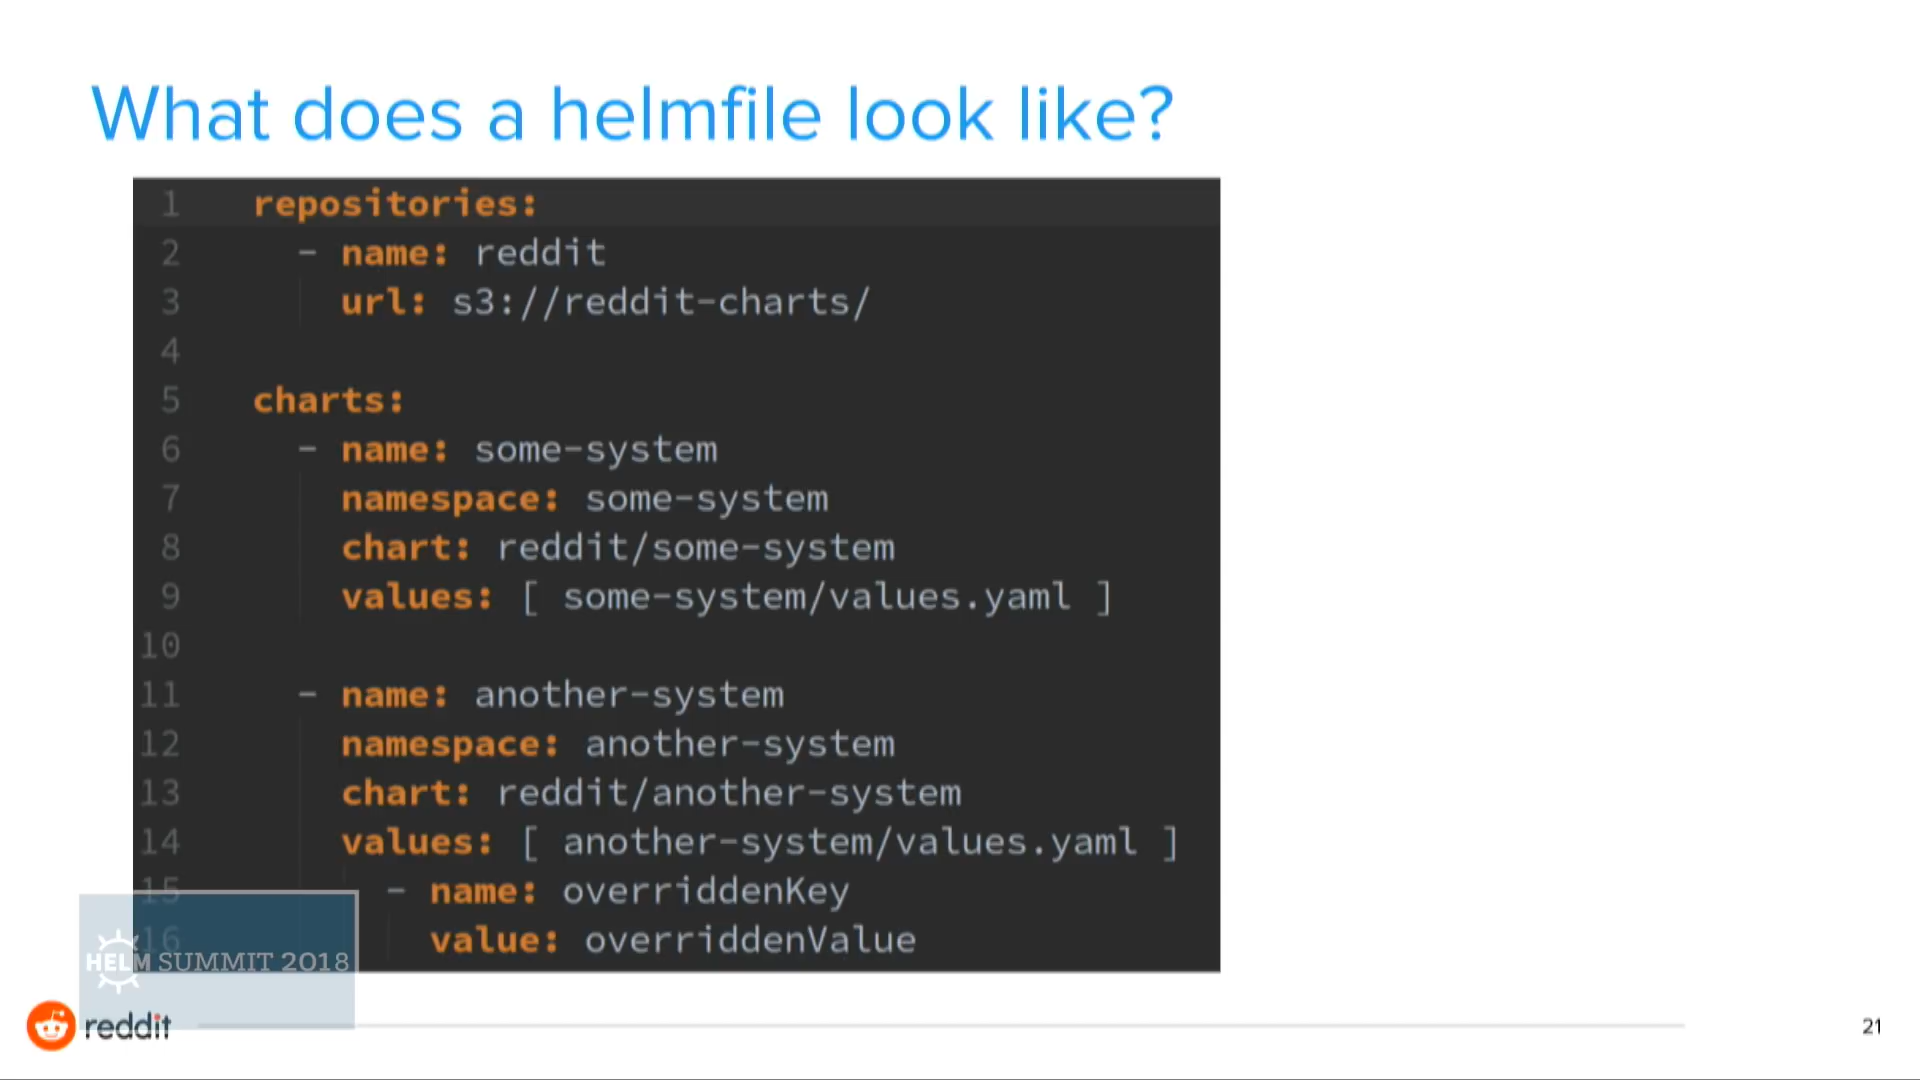 What does a helmfile look like?
1 repositories:
2 - name: reddit
3 url: s3://reddit-charts/
4
5 charts:
6 - name: some-system
7 namespace: some-system
8 chart: reddit/some-system
9 values: [ some-system/values.yaml ]
10
11 - name: another-system
12 namespace: another-system
13 chart: reddit/another-system
14 values: [ another-system/values.yaml ]
15 - name: overriddenKey
16 value: overriddenValue
HELM SUMMIT 2018
reddit
21